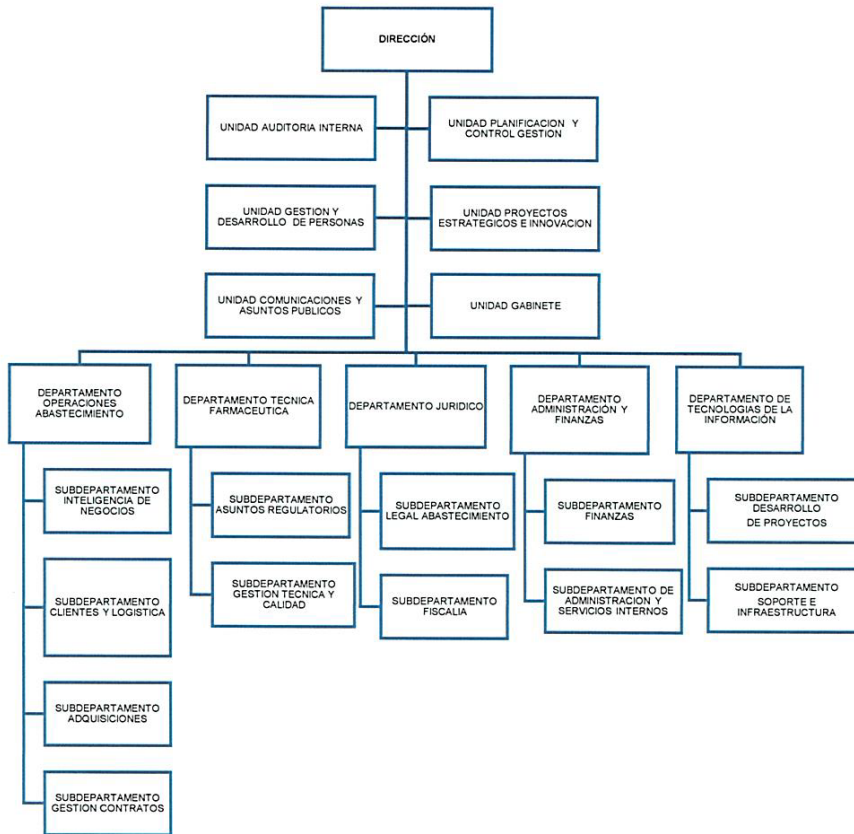 DIRECCIÓN
UNIDAD AUDITORIA INTERNA
UNIDAD PLANIFICACION Y
CONTROL GESTION
UNIDAD GESTION Y
DESARROLLO DE PERSONAS
UNIDAD PROYECTOS
ESTRATEGICOS E INNOVACION
UNIDAD COMUNICACIONES Y
ASUNTOS PUBLICOS
UNIDAD GABINETE
DEPARTAMENTO
OPERACIONES
ABASTECIMIENTO
DEPARTAMENTO TECNICA
FARMACEUTICA
DEPARTAMENTO JURIDICO
DEPARTAMENTO
ADMINISTRACIÓN Y
FINANZAS
DEPARTAMENTO DE
TECNOLOGIAS DE LA
INFORMACIÓN
SUBDEPARTAMENTO
INTELIGENCIA DE
NEGOCIOS
SUBDEPARTAMENTO
CLIENTES Y LOGISTICA
SUBDEPARTAMENTO
ADQUISICIONES
SUBDEPARTAMENTO
GESTION CONTRATOS
SUBDEPARTAMENTO
ASUNTOS REGULATORIOS
SUBDEPARTAMENTO
GESTION TECNICA Y
CALIDAD
SUBDEPARTAMENTO
LEGAL ABASTECIMIENTO
SUBDEPARTAMENTO
FISCALIA
SUBDEPARTAMENTO
FINANZAS
SUBDEPARTAMENTO DE
ADMINISTRACION Y
SERVICIOS INTERNOS
SUBDEPARTAMENTO
DESARROLLO
DE PROYECTOS
SUBDEPARTAMENTO
SOPORTE E
INFRAESTRUCTURA